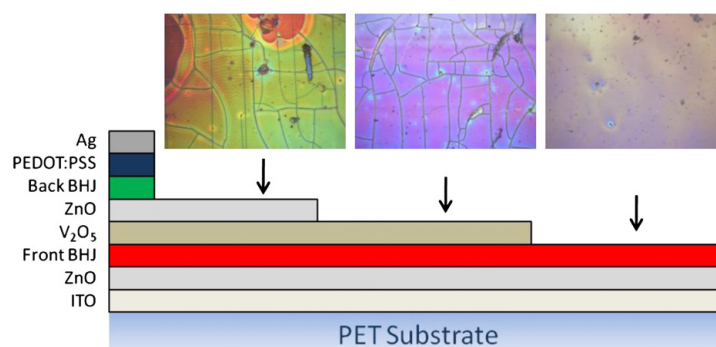 Ag
PEDOT:PSS
Back BHJ
ZnO
V₂O₅
Front BHJ
ZnO
ITO
PET Substrate